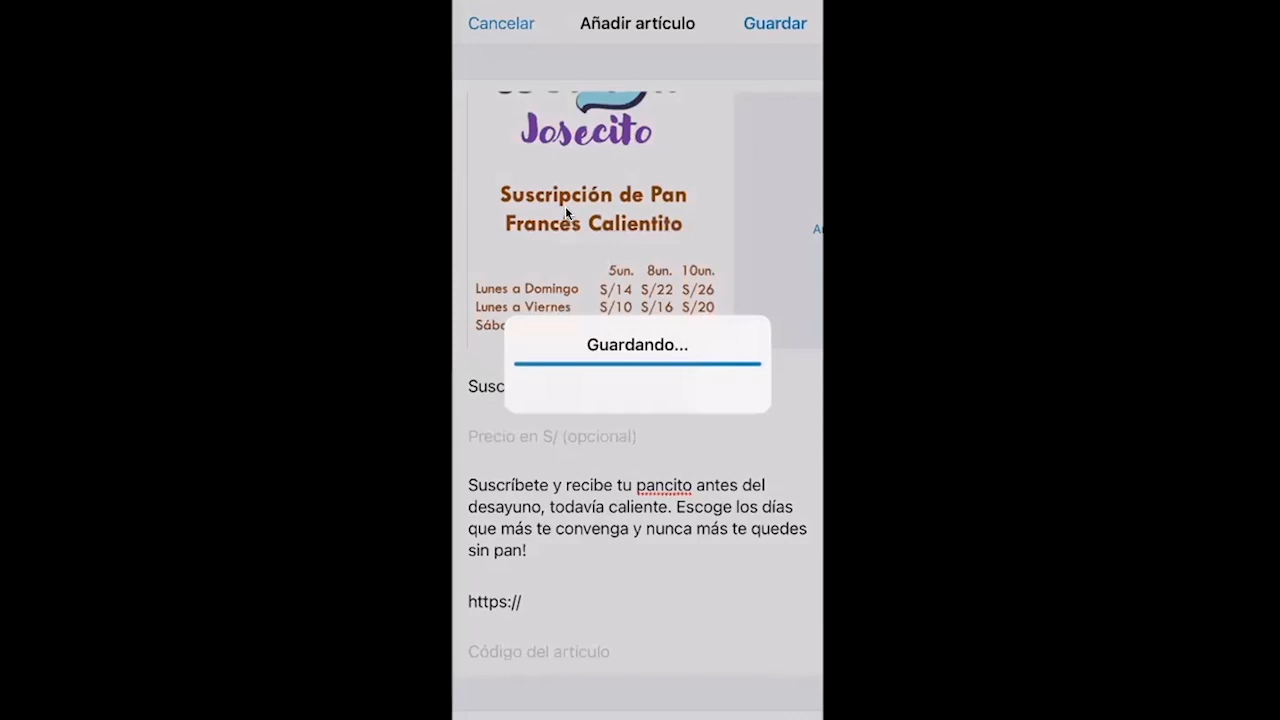 Cancelar Añadir artículo Guardar
Josecito
Suscripción de Pan
Francés Calientito
5un. 8un. 10un.
Lunes a Domingo S/14 S/22 S/26
Lunes a Viernes S/10 S/16 S/20
Guardando...
Precio en S/ (opcional)
Suscríbete y recibe tu pancito antes del
desayuno, todavía caliente. Escoge los días
que más te convenga y nunca más te quedes
sin pan!
https://
Código del artículo